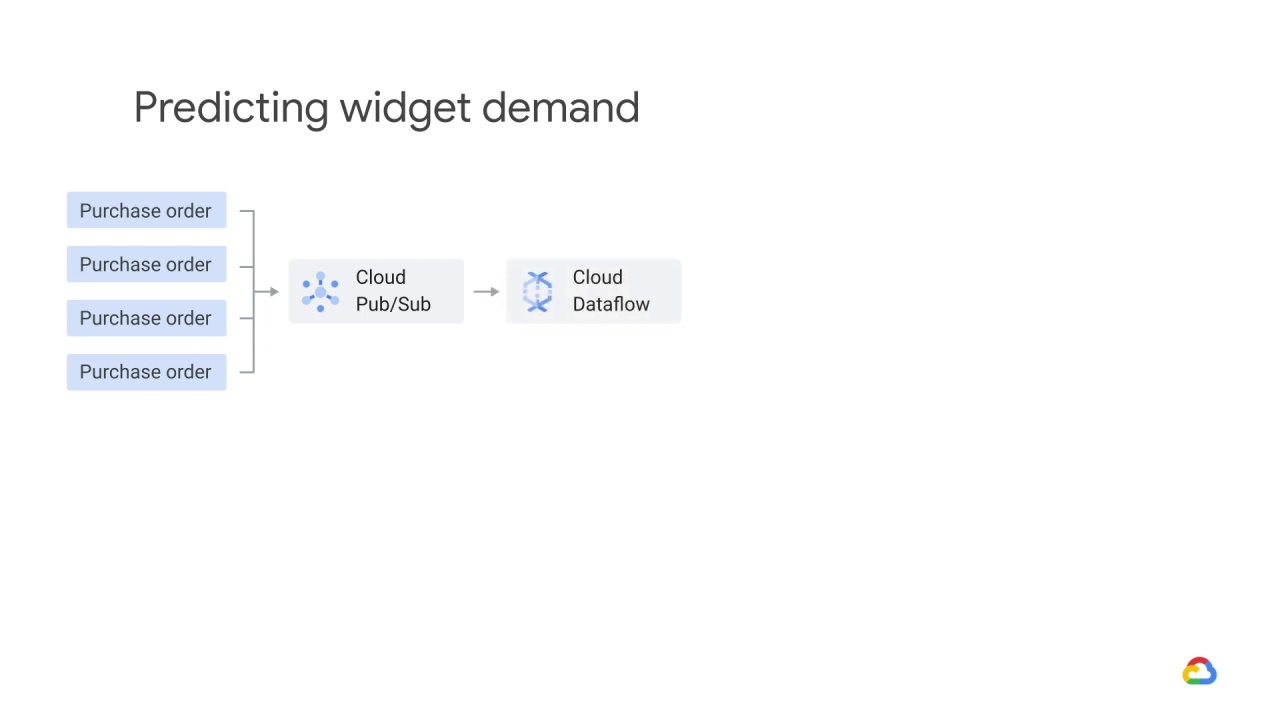 Predicting widget demand
Purchase order
Purchase order
Purchase order
Purchase order
Cloud
Pub/Sub
Cloud
Dataflow